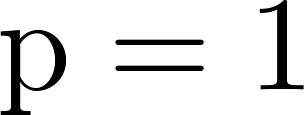 p = 1